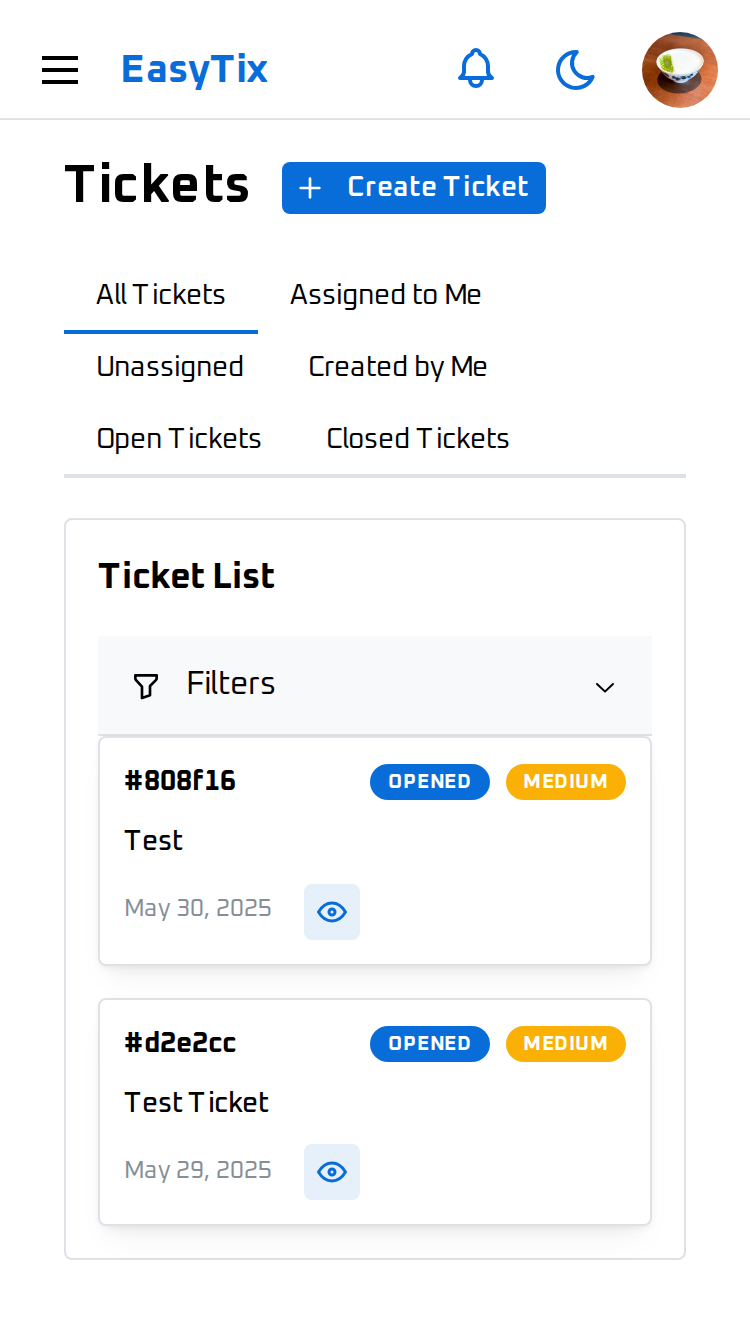 EasyTix
Tickets
Create Ticket
All Tickets Assigned to Me
Unassigned Created by Me
Open Tickets Closed Tickets
Ticket List
Filters
#808f16 OPENED MEDIUM
Test
May 30, 2025
#d2e2cc OPENED MEDIUM
Test Ticket
May 29, 2025